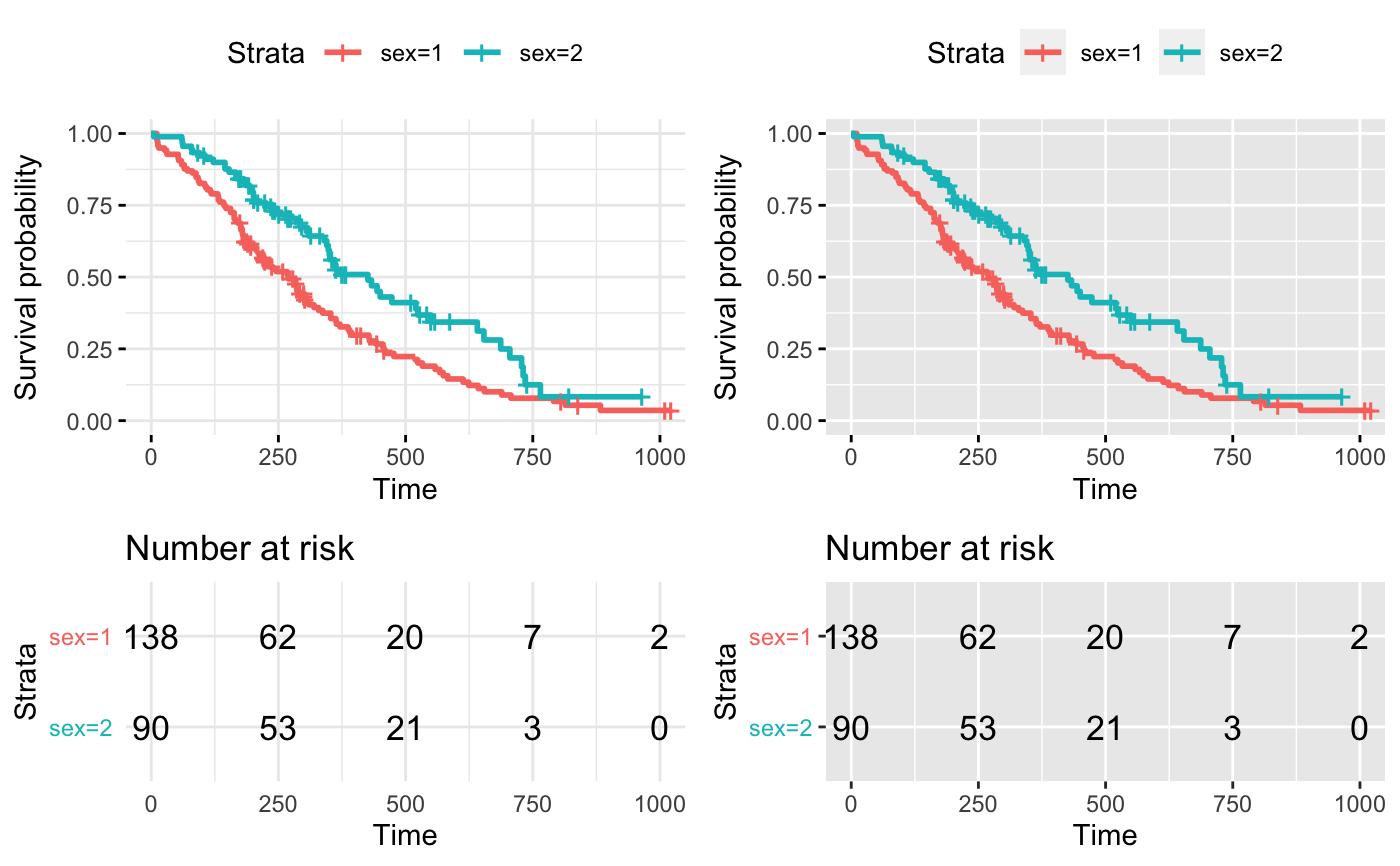 Strata sex=1 sex=2
Survival probability
1.00
0.75
0.50
0.25
0.00
0 250 500 750 1000
Time
Number at risk
Strata
sex=1 138 62 20 7 2
sex=2 90 53 21 3 0
0 250 500 750 1000
Time
Strata sex=1 sex=2
Survival probability
1.00
0.75
0.50
0.25
0.00
0 250 500 750 1000
Time
Number at risk
Strata
sex=1 138 62 20 7 2
sex=2 90 53 21 3 0
0 250 500 750 1000
Time